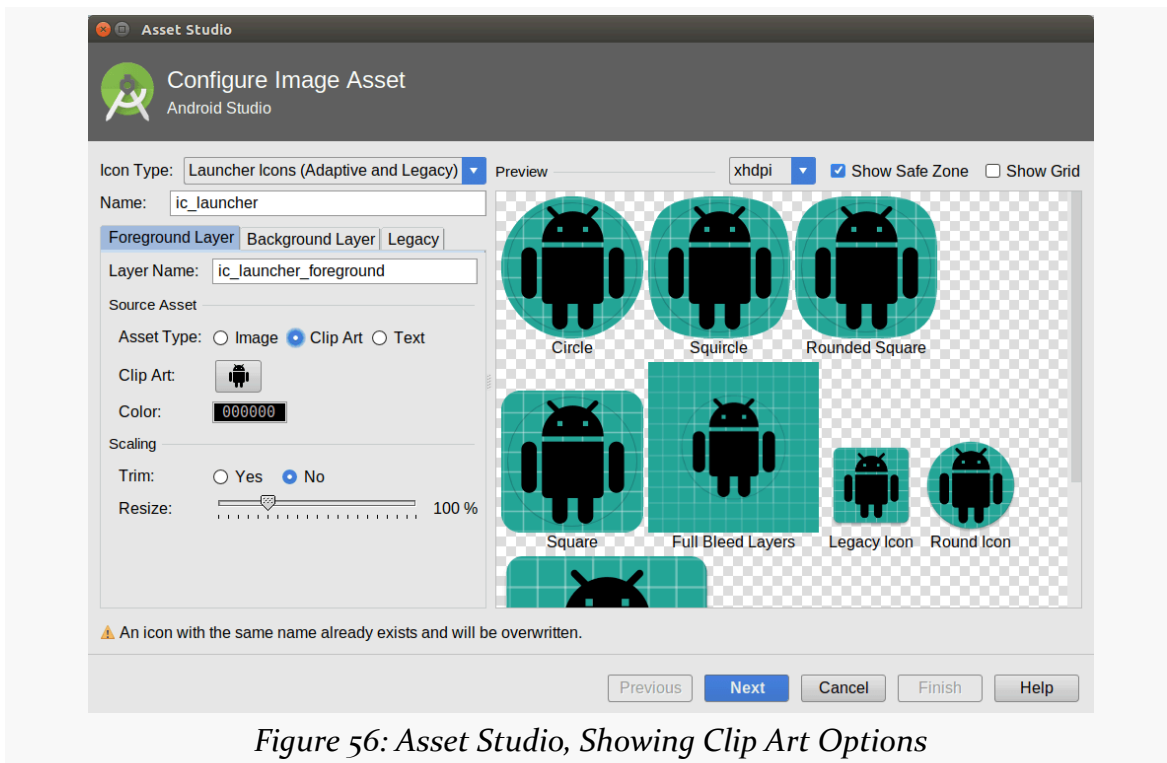 Asset Studio
Configure Image Asset
Android Studio
Icon Type: Launcher Icons (Adaptive and Legacy)
Name: ic_launcher
Foreground Layer Background Layer Legacy
Layer Name: ic_launcher_foreground
Source Asset
Asset Type: Image Clip Art Text
Clip Art:
Color: 000000
Scaling
Trim: Yes No
Resize: 100 %
Preview xhdpi Show Safe Zone Show Grid
Circle Squircle Rounded Square
Square Full Bleed Layers Legacy Icon Round Icon
An icon with the same name already exists and will be overwritten.
Previous Next Cancel Finish Help
Figure 56: Asset Studio, Showing Clip Art Options